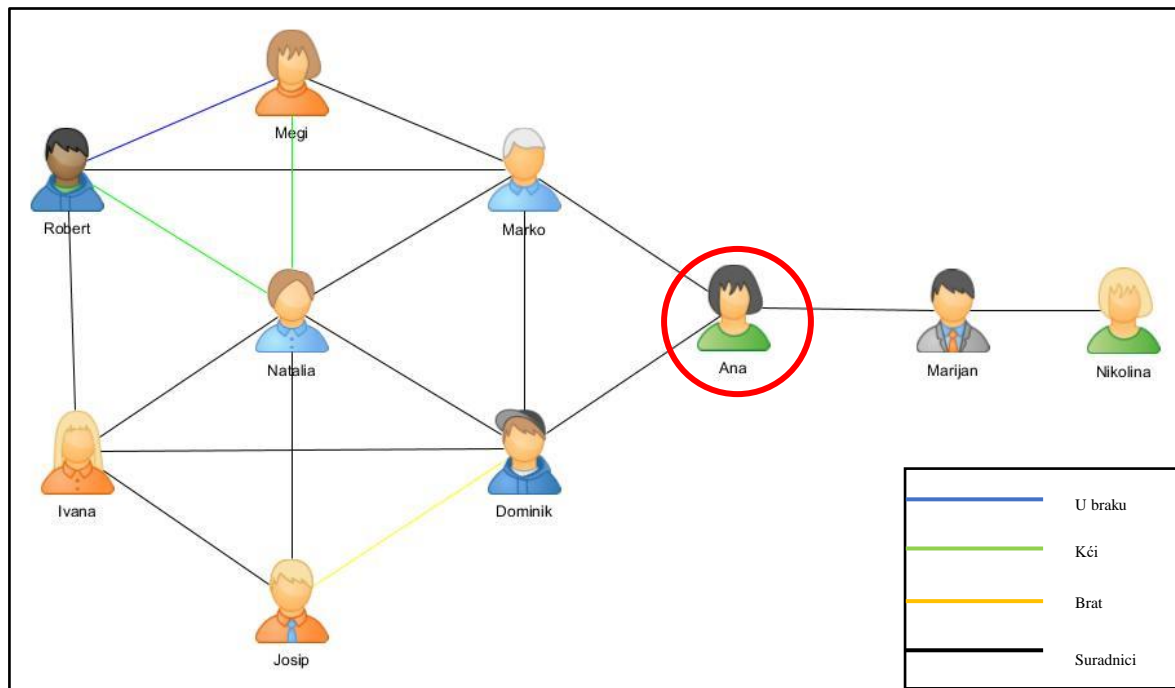 Megi
Robert
Marko
Natalia
Ana
Marijan
Nikolina
Ivana
Dominik
Josip
U braku
Kći
Brat
Suradnici